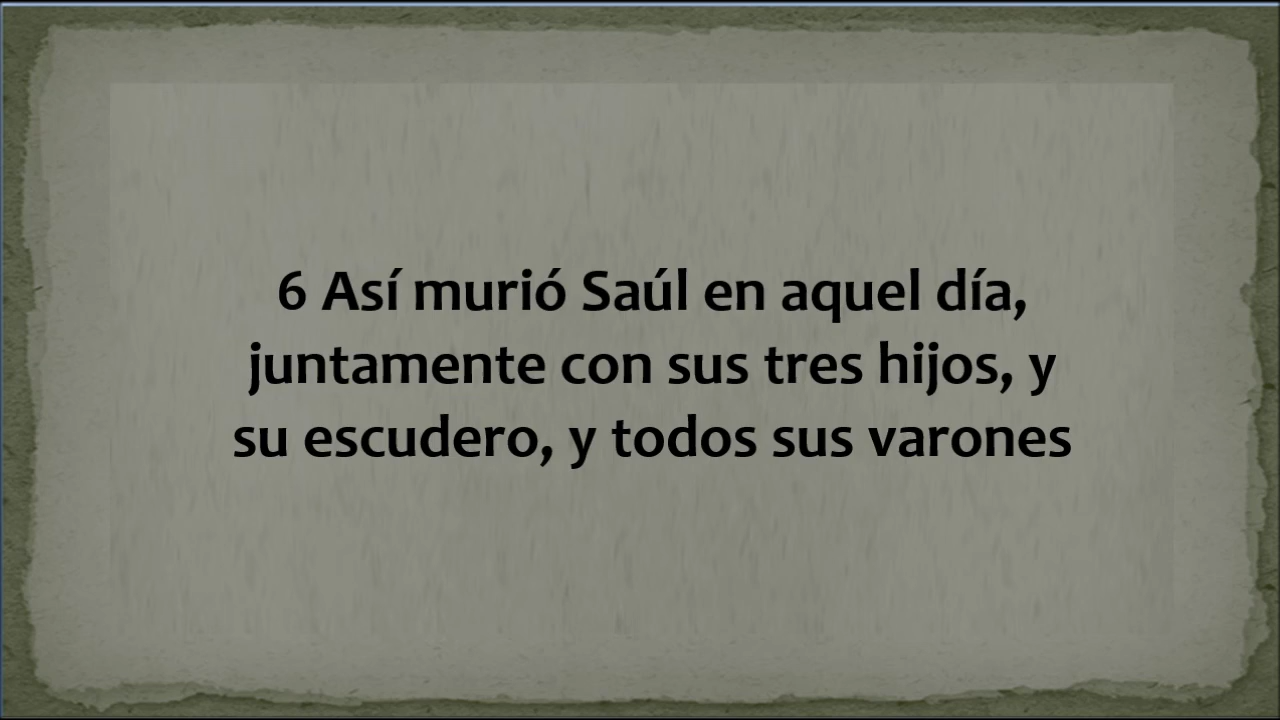 6 Así murió Saúl en aquel día,
juntamente con sus tres hijos, y
su escudero, y todos sus varones